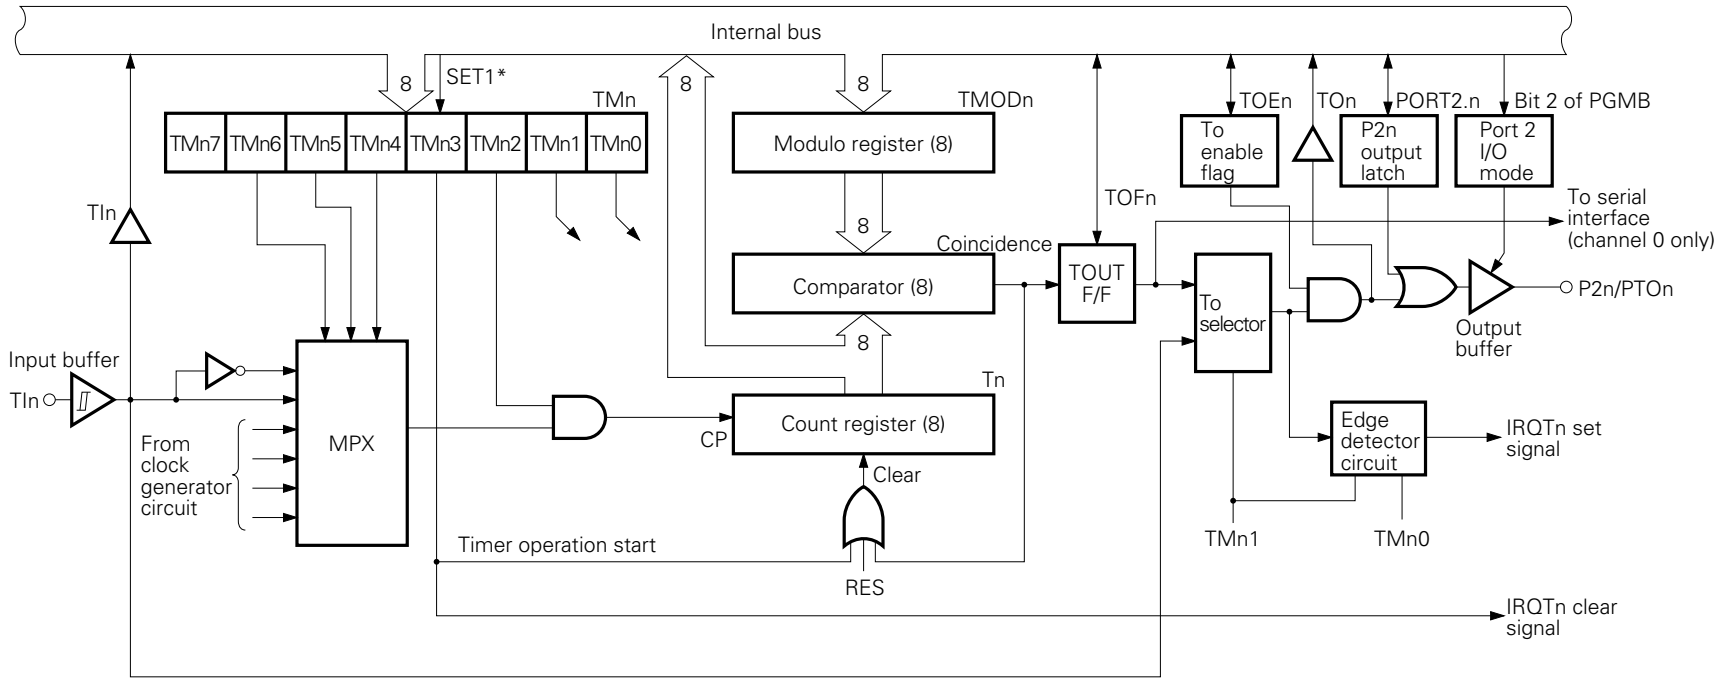 Internal bus
8
SET1*
8
8
TMn
TMODn
TOEn
TOn
PORT2.n
Bit 2 of PGMB
TMn7
TMn6
TMn5
TMn4
TMn3
TMn2
TMn1
TMn0
Modulo register (8)
To
enable
flag
P2n
output
latch
Port 2
I/O
mode
TIn
8
TOFn
To serial
interface
(channel 0 only)
Coincidence
Comparator (8)
TOUT
F/F
To
selector
P2n/PTOn
Output
buffer
8
Input buffer
TIn
Tn
Count register (8)
CP
MPX
From
clock
generator
circuit
Clear
Edge
detector
circuit
IRQTn set
signal
TMn1
TMn0
Timer operation start
RES
IRQTn clear
signal